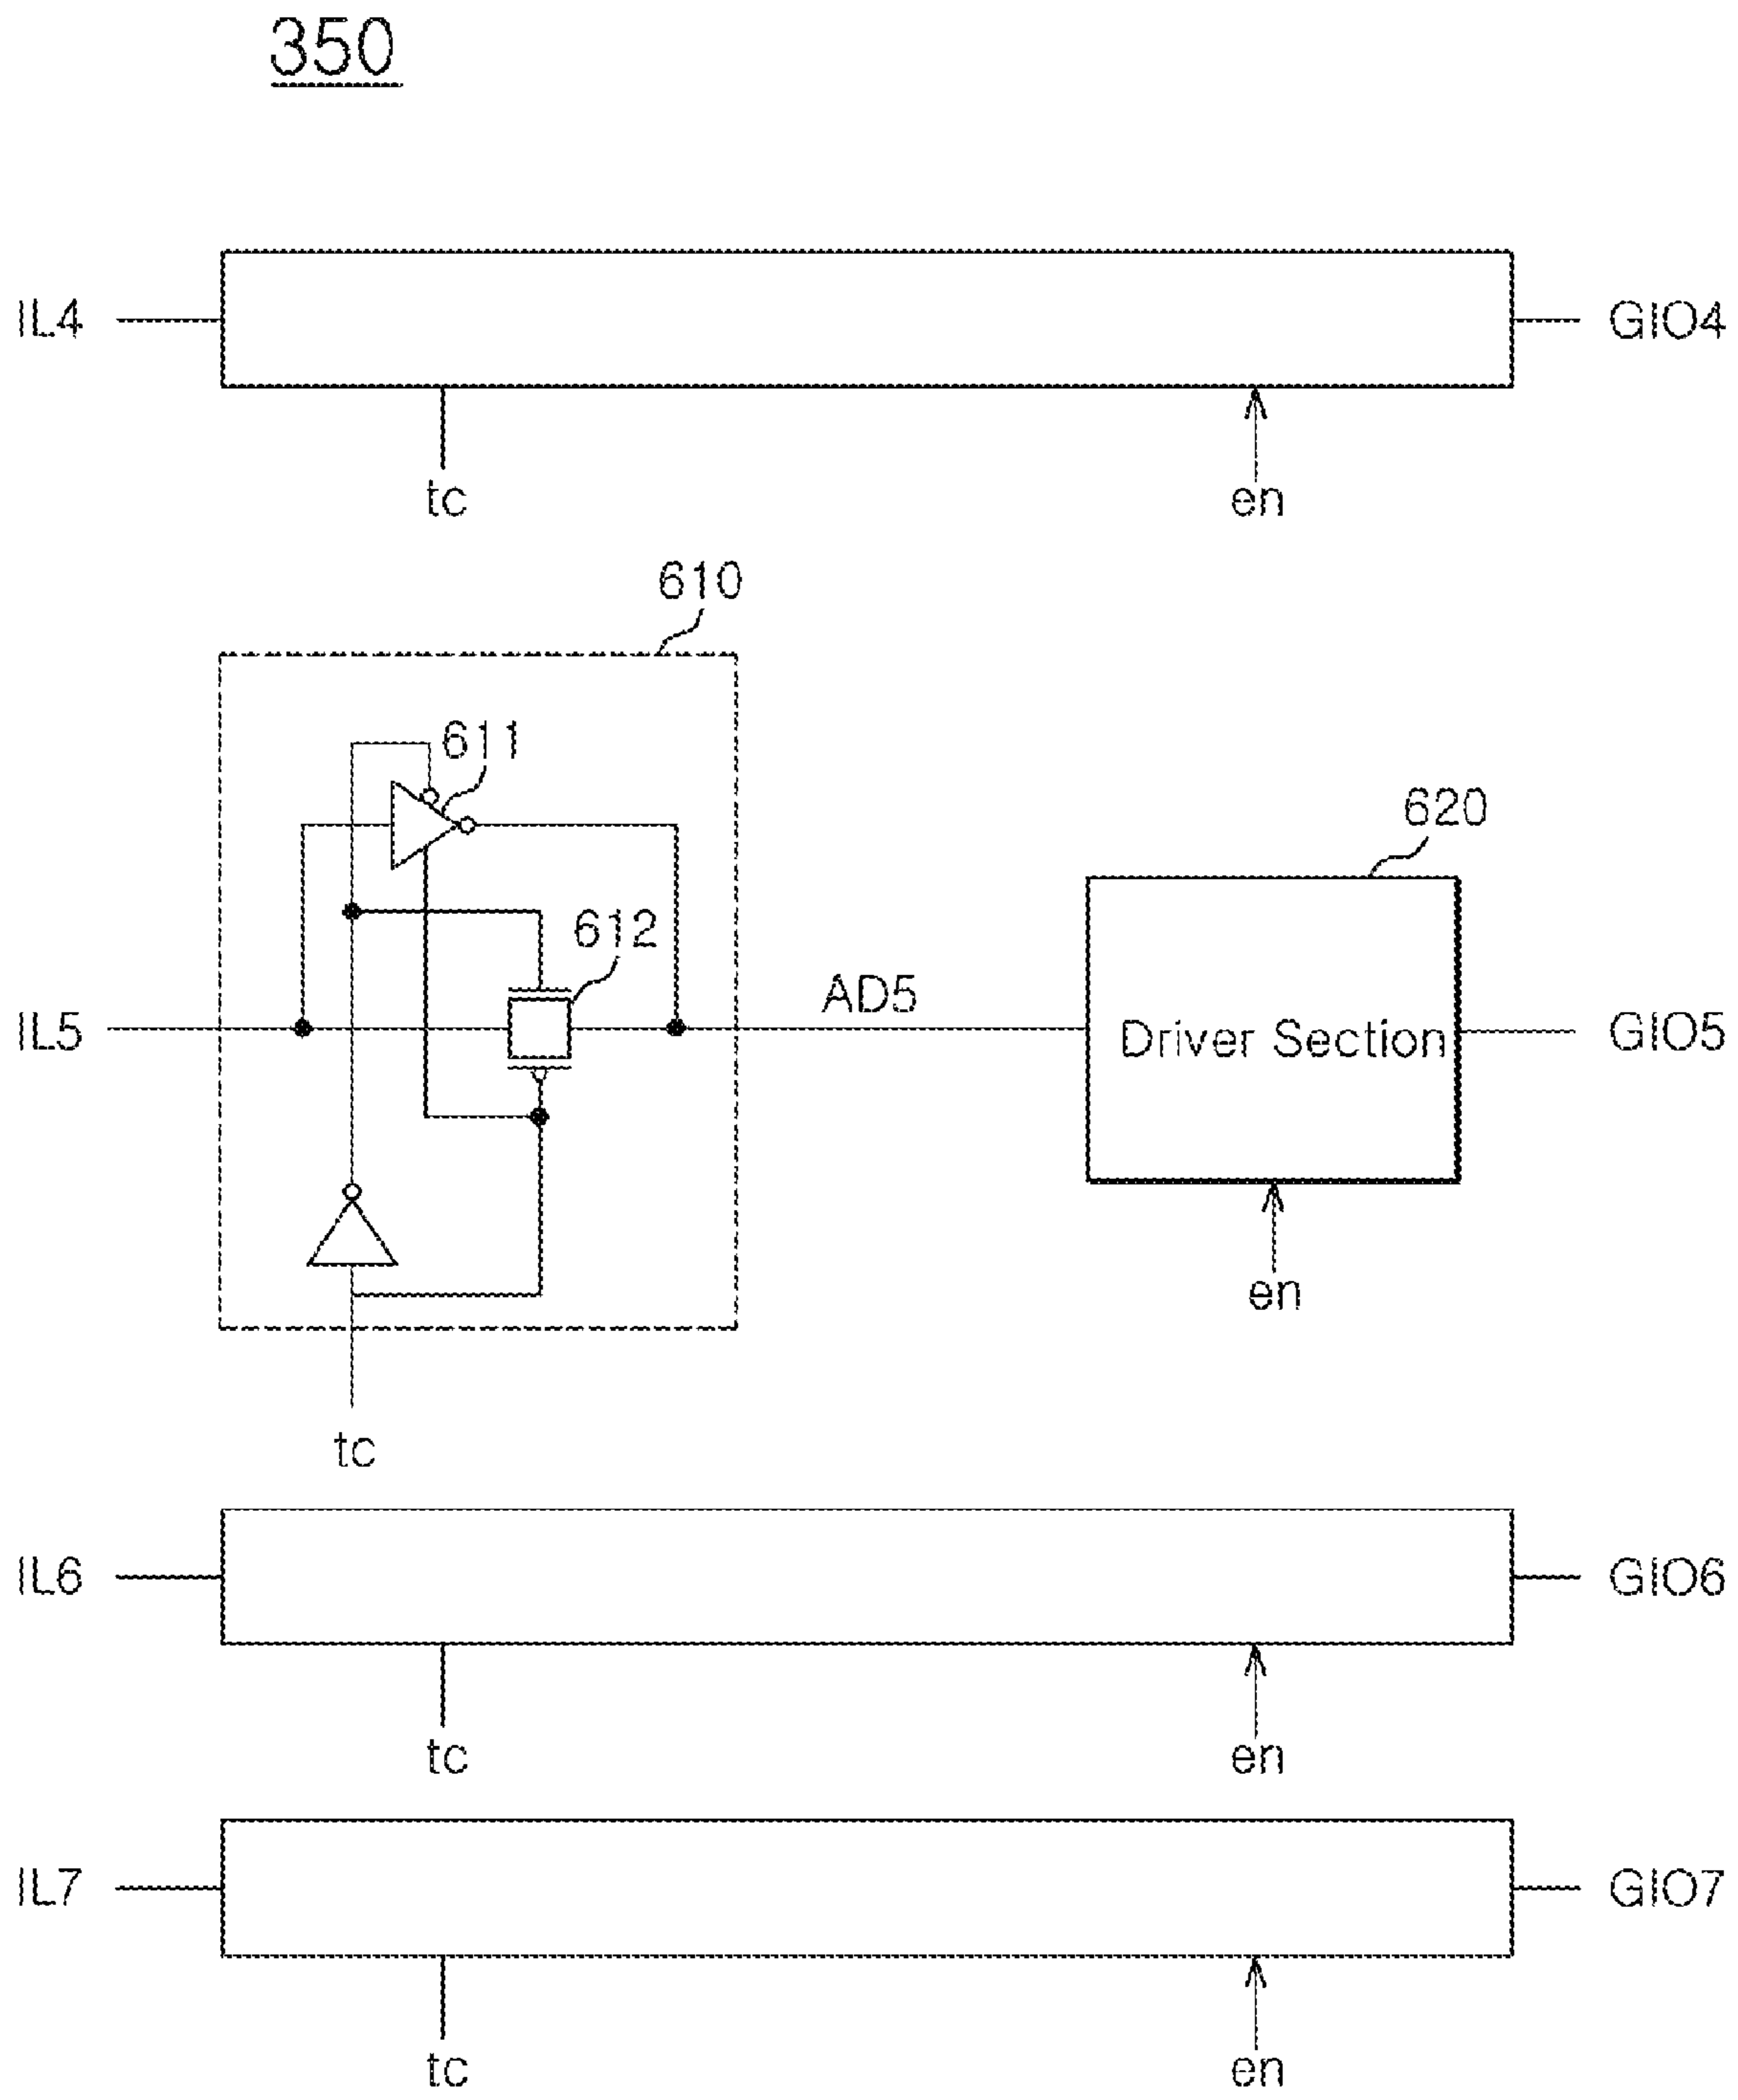 350
IL4 GIO4
tc en
610
611
620
612
IL5 AD5 Driver Section GIO5
en
tc
IL6 GIO6
tc en
IL7 GIO7
tc en